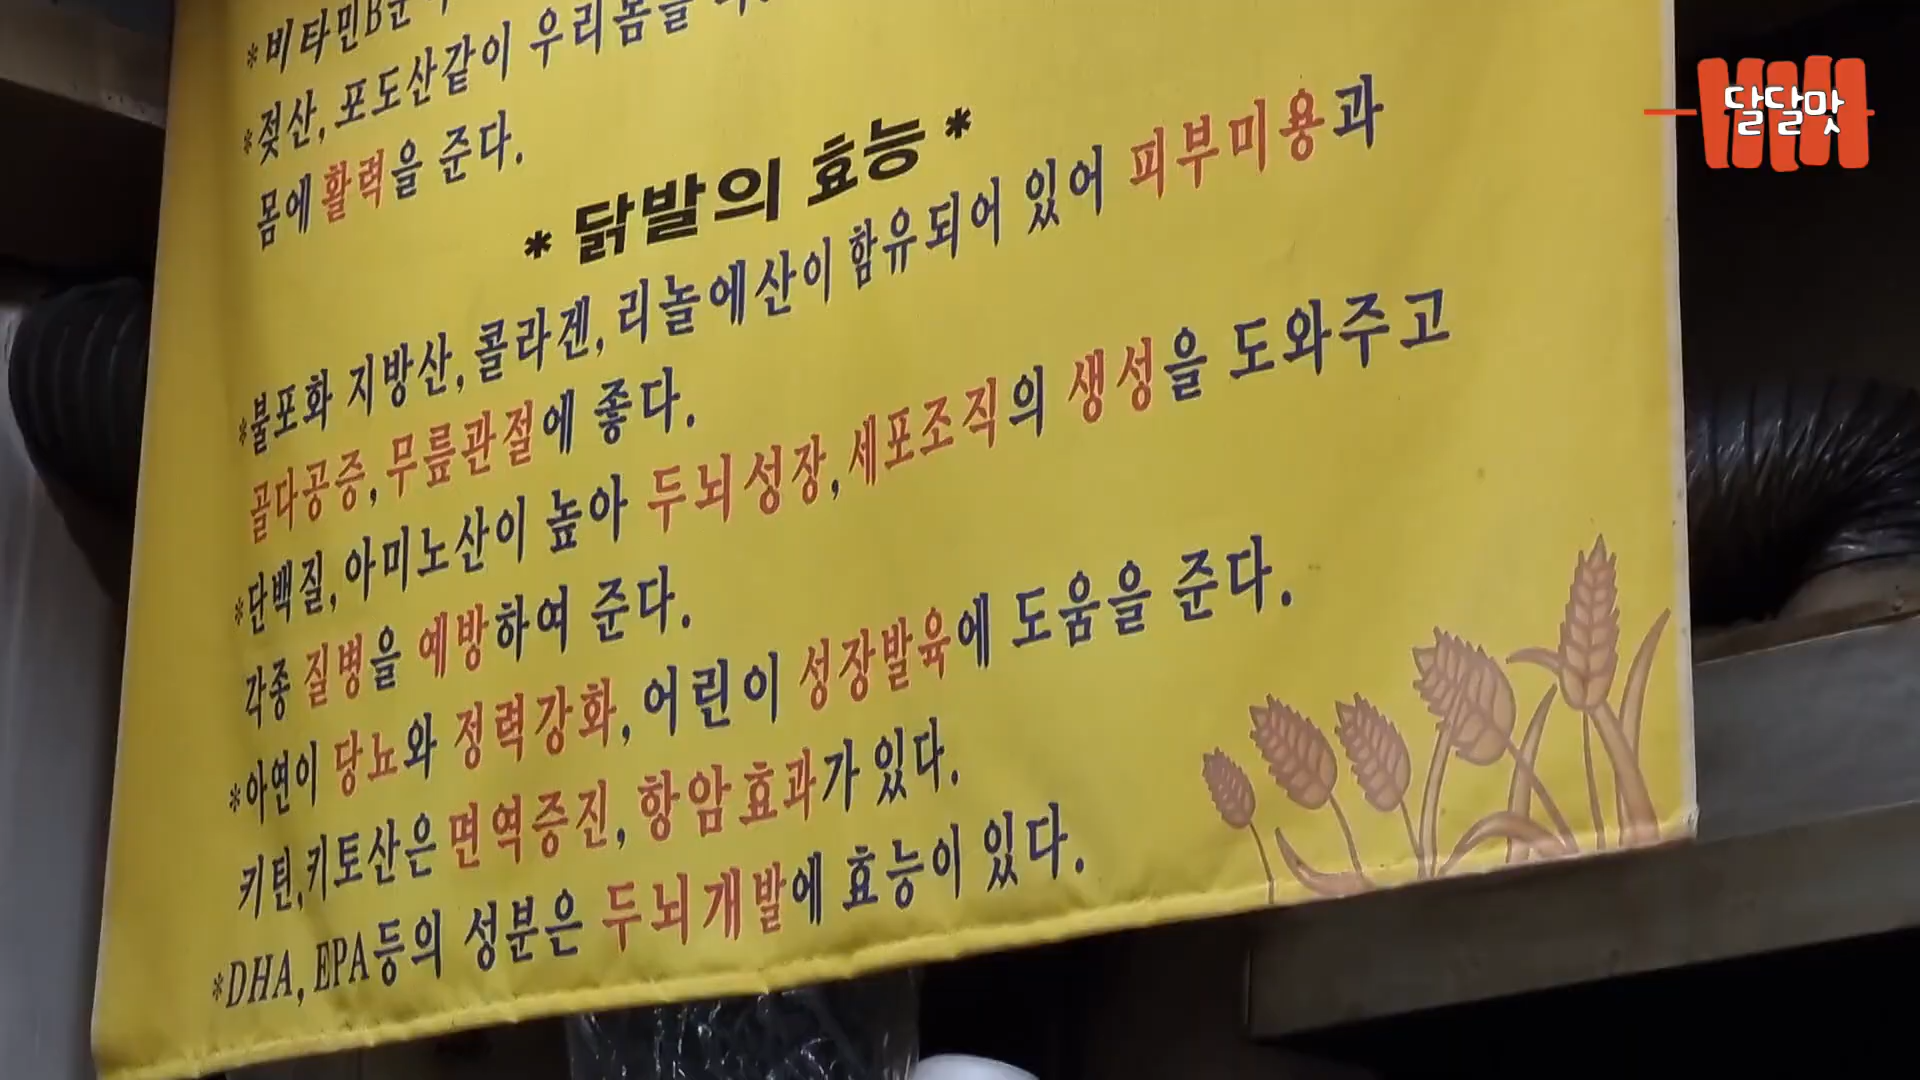 *비타민B군
*젖산, 포도산같이 우리몸을
몸에 활력을 준다.
* 닭발의 효능 *
*불포화 지방산, 콜라겐, 리놀에산이 함유되어 있어 피부미용과
골다공증, 무릎관절에 좋다.
*단백질, 아미노산이 높아 두뇌성장, 세포조직의 생성을 도와주고
각종 질병을 예방하여 준다.
*아연이 당뇨와 정력강화, 어린이 성장발육에 도움을 준다.
키틴, 키토산은 면역증진, 항암효과가 있다.
*DHA, EPA등의 성분은 두뇌개발에 효능이 있다.
달달맛